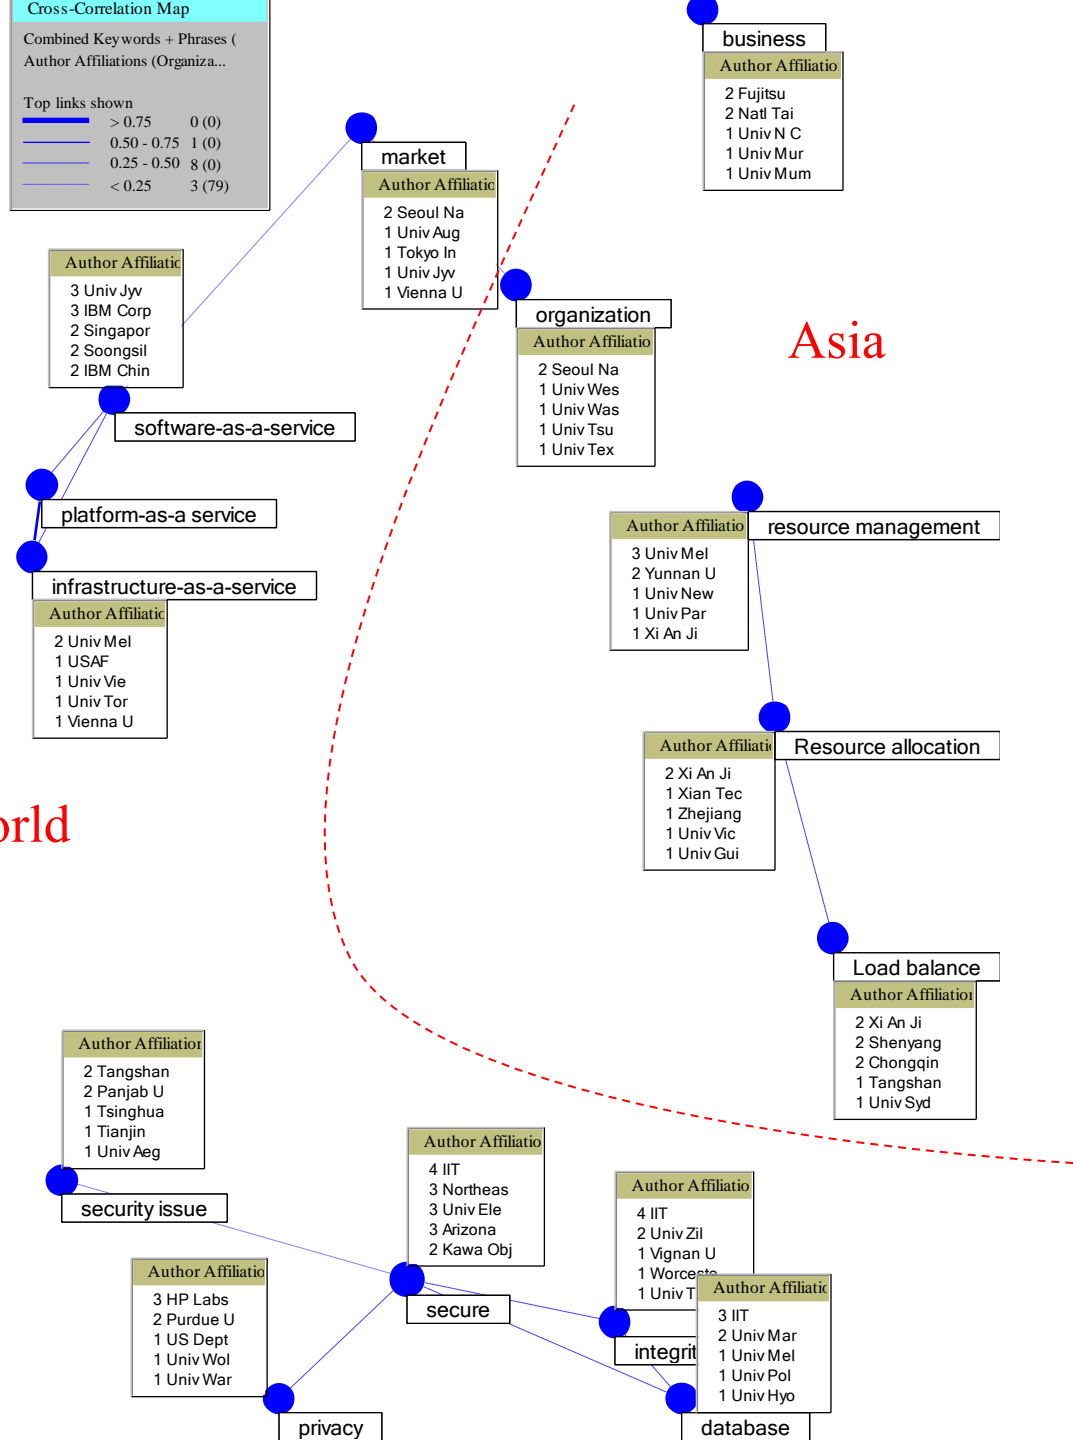 Cross-Correlation Map
Combined Keywords + Phrases (
Author Affiliations (Organiza...
Top links shown
> 0.75 0 (0)
0.50 - 0.75 1 (0)
0.25 - 0.50 8 (0)
< 0.25 3 (79)
business
Author Affiliatio
2 Fujitsu
2 Natl Tai
1 Univ N C
1 Univ Mur
1 Univ Mum
market
Author Affiliatio
2 Seoul Na
1 Univ Aug
1 Tokyo In
1 Univ Jyv
1 Vienna U
Author Affiliatio
3 Univ Jyv
3 IBM Corp
2 Singapor
2 Soongsil
2 IBM Chin
software-as-a-service
organization
Author Affiliatio
2 Seoul Na
1 Univ Wes
1 Univ Was
1 Univ Tsu
1 Univ Tex
Asia
platform-as-a service
infrastructure-as-a-service
Author Affiliatio
2 Univ Mel
1 USAF
1 Univ Vie
1 Univ Tor
1 Vienna U
resource management
Author Affiliatio
3 Univ Mel
2 Yunnan U
1 Univ New
1 Univ Par
1 Xi An Ji
Resource allocation
Author Affiliati
2 Xi An Ji
1 Xian Tec
1 Zhejiang
1 Univ Vic
1 Univ Gui
orld
Load balance
Author Affiliation
2 Xi An Ji
2 Shenyang
2 Chongqin
1 Tangshan
1 Univ Syd
Author Affiliation
2 Tangshan
2 Panjab U
1 Tsinghua
1 Tianjin
1 Univ Aeg
security issue
Author Affiliatio
4 IIT
3 Northeas
3 Univ Ele
3 Arizona
2 Kawa Obj
secure
Author Affiliatio
4 IIT
2 Univ Zil
1 Vignan U
1 Worceste
1 Univ T
integrit
Author Affiliatio
3 HP Labs
2 Purdue U
1 US Dept
1 Univ Wol
1 Univ War
privacy
Author Affiliatio
3 IIT
2 Univ Mar
1 Univ Mel
1 Univ Pol
1 Univ Hyo
database